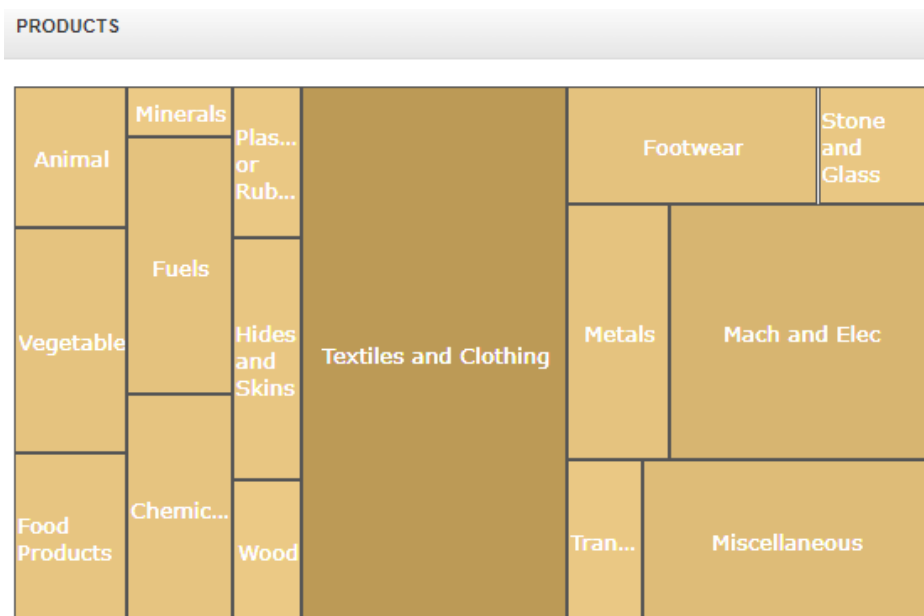 PRODUCTS
Animal
Vegetable
Food
Products
Minerals
Fuels
Chemic...
Plas...
or
Rub...
Hides
and
Skins
Wood
Textiles and Clothing
Footwear
Stone
and
Glass
Metals
Mach and Elec
Tran...
Miscellaneous